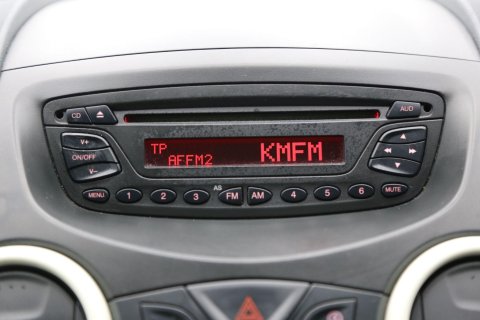 CD
AUD
V+
ON/OFF
V–
TP
AFFM2
KMFM
MENU
1
2
3
AS
FM
AM
4
5
6
MUTE